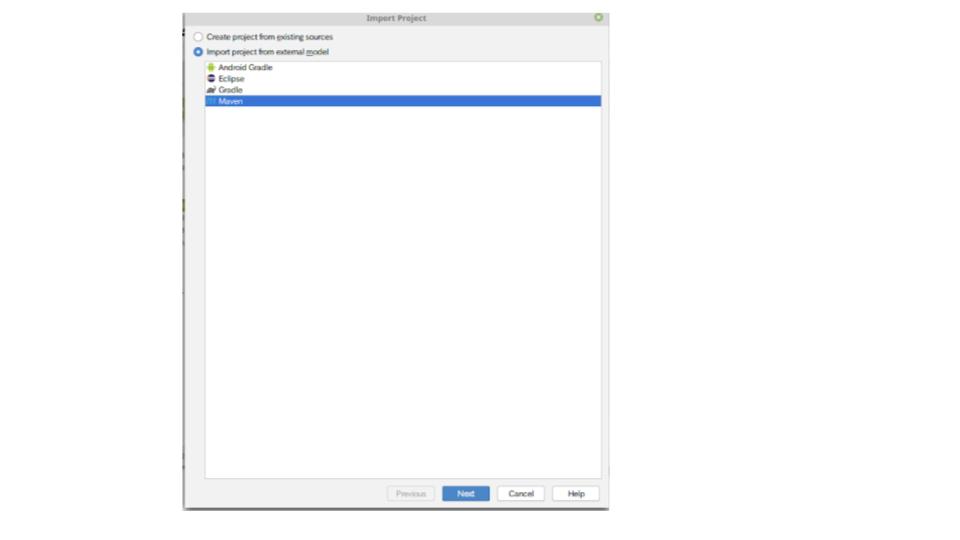 Import Project
Create project from existing sources
Import project from external model
Android Gradle
Eclipse
Gradle
Maven
Previous Next Cancel Help